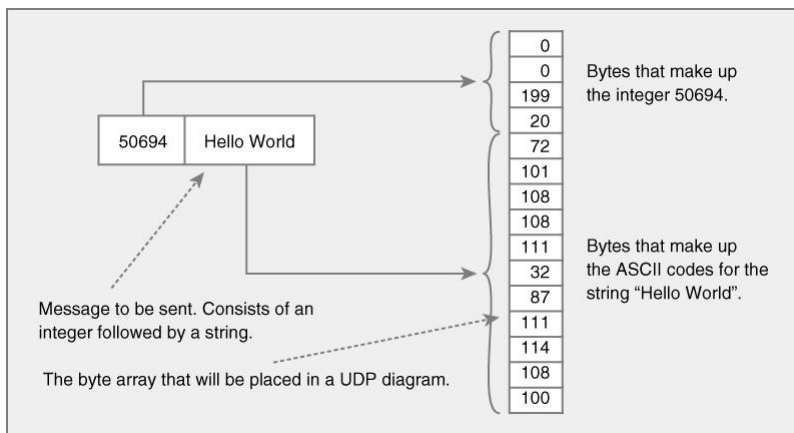 0
0
199
20
72
101
108
108
111
32
87
111
114
108
100
Bytes that make up
the integer 50694.
50694
Hello World
Bytes that make up
the ASCII codes for the
string “Hello World”.
Message to be sent. Consists of an
integer followed by a string.
The byte array that will be placed in a UDP diagram.